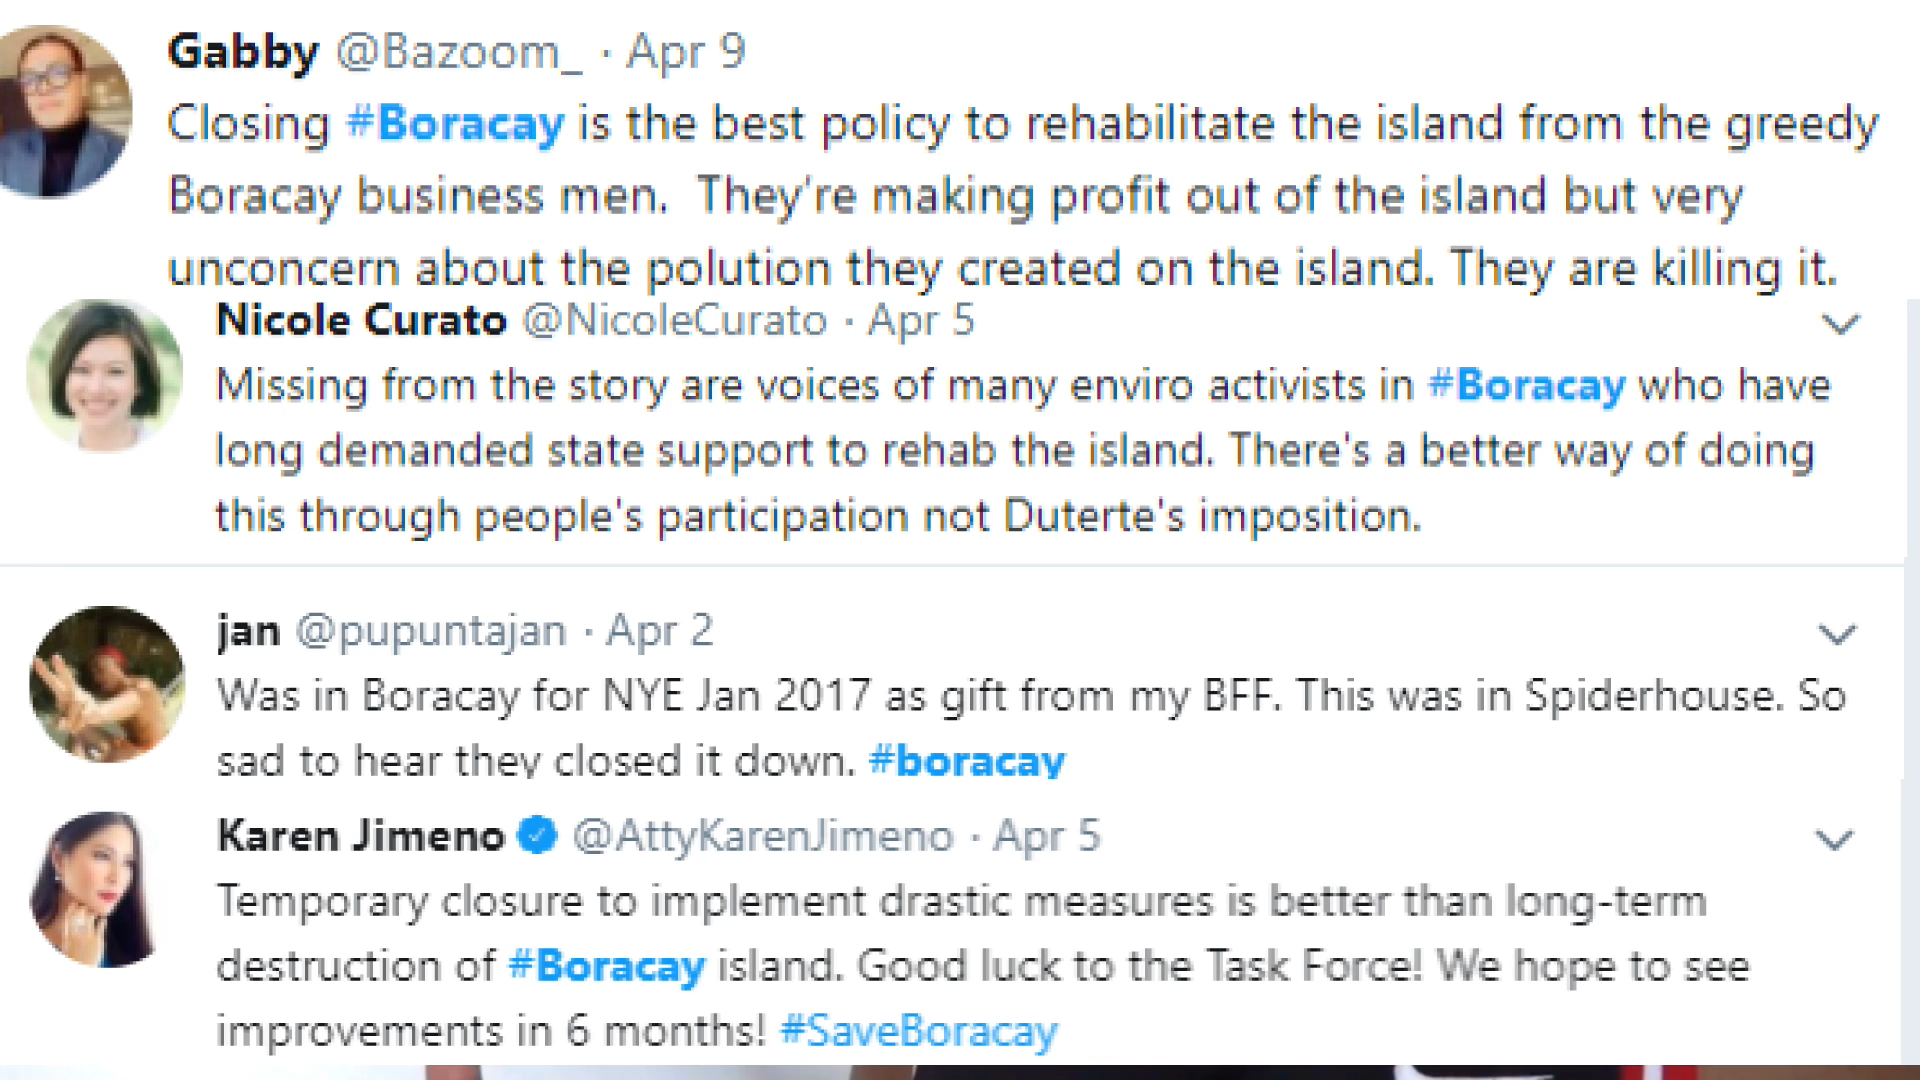 Gabby @Bazoom_ · Apr 9
Closing #Boracay is the best policy to rehabilitate the island from the greedy
Boracay business men.  They're making profit out of the island but very
unconcern about the polution they created on the island. They are killing it.
Nicole Curato @NicoleCurato · Apr 5
Missing from the story are voices of many enviro activists in #Boracay who have
long demanded state support to rehab the island. There's a better way of doing
this through people's participation not Duterte's imposition.
jan @pupuntajan · Apr 2
Was in Boracay for NYE Jan 2017 as gift from my BFF. This was in Spiderhouse. So
sad to hear they closed it down. #boracay
Karen Jimeno @AttyKarenJimeno · Apr 5
Temporary closure to implement drastic measures is better than long-term
destruction of #Boracay island. Good luck to the Task Force! We hope to see
improvements in 6 months! #SaveBoracay